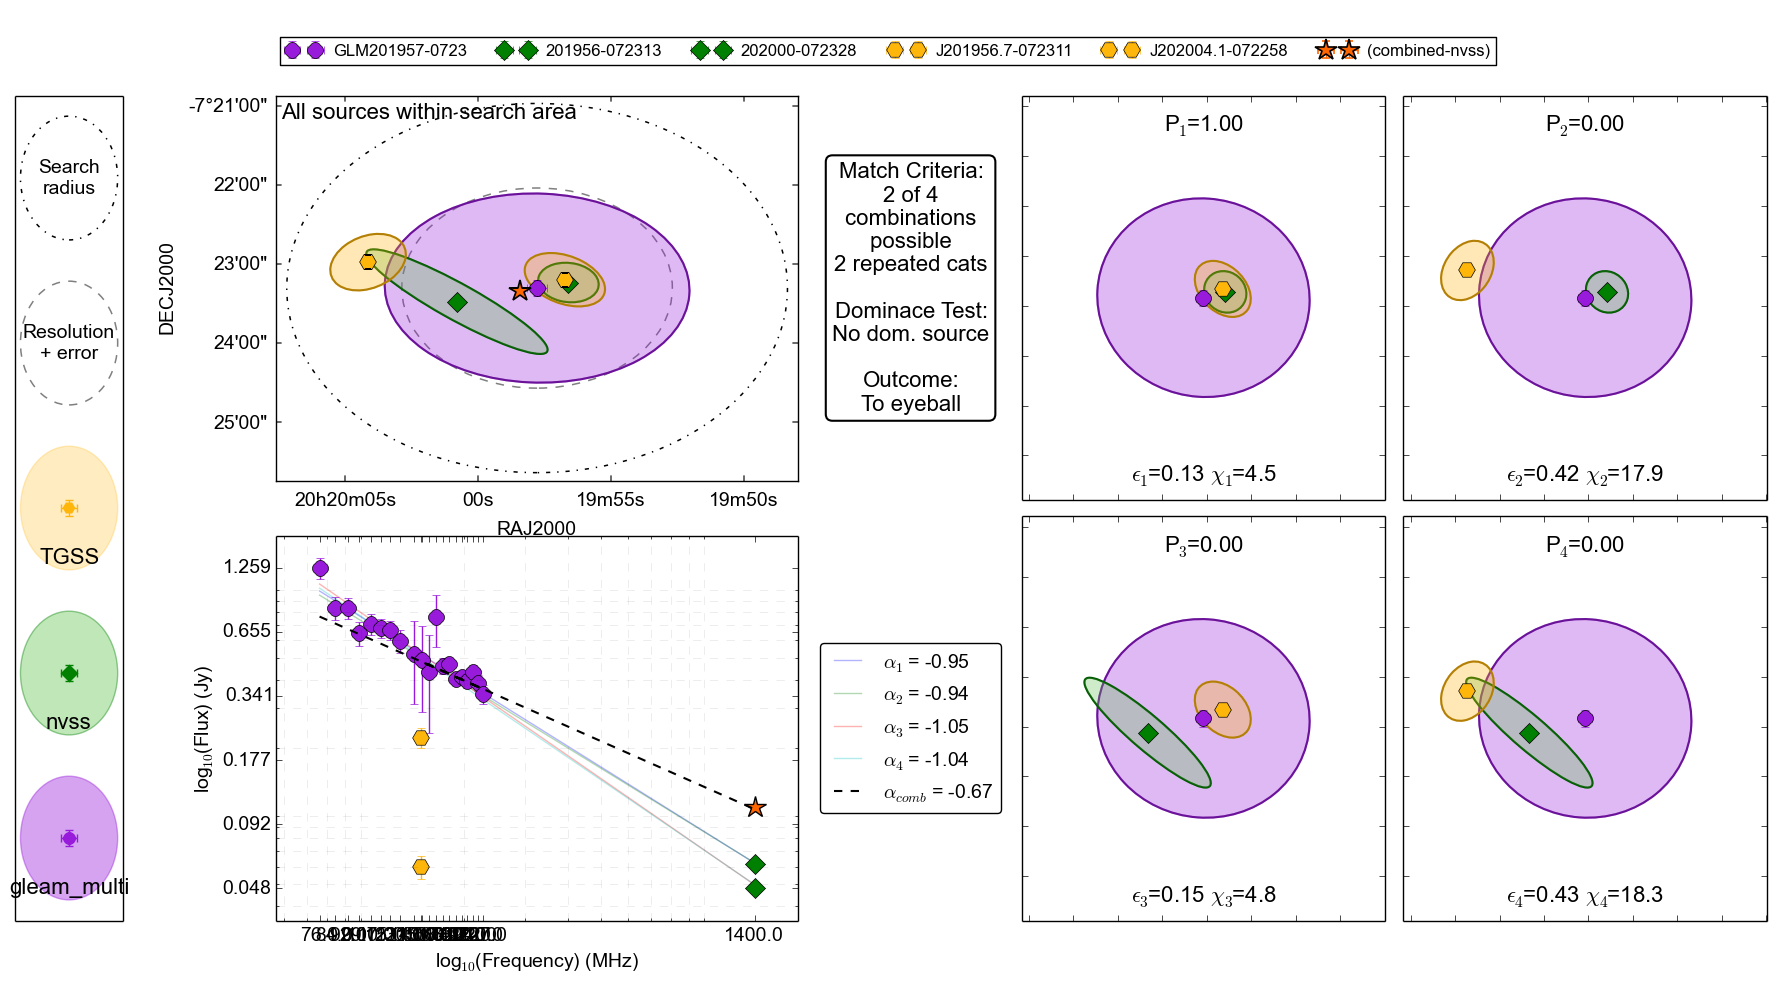 GLM201957-0723 201956-072313 202000-072328 J201956.7-072311 J202004.1-072258 (combined-nvss)
Search
radius
Resolution
+ error
TGSS
nvss
gleam_multi
All sources within search area
-7°21'00"
22'00"
23'00"
24'00"
25'00"
DECJ2000
20h20m05s 00s 19m55s 19m50s
RAJ2000
Match Criteria:
2 of 4
combinations
possible
2 repeated cats
Dominace Test:
No dom. source
Outcome:
To eyeball
P1=1.00
ϵ1=0.13 χ1=4.5
P2=0.00
ϵ2=0.42 χ2=17.9
P3=0.00
ϵ3=0.15 χ3=4.8
P4=0.00
ϵ4=0.43 χ4=18.3
1.259
0.655
0.341
0.177
0.092
0.048
log10(Flux) (Jy)
1400.0
log10(Frequency) (MHz)
α1 = -0.95
α2 = -0.94
α3 = -1.05
α4 = -1.04
αcomb = -0.67